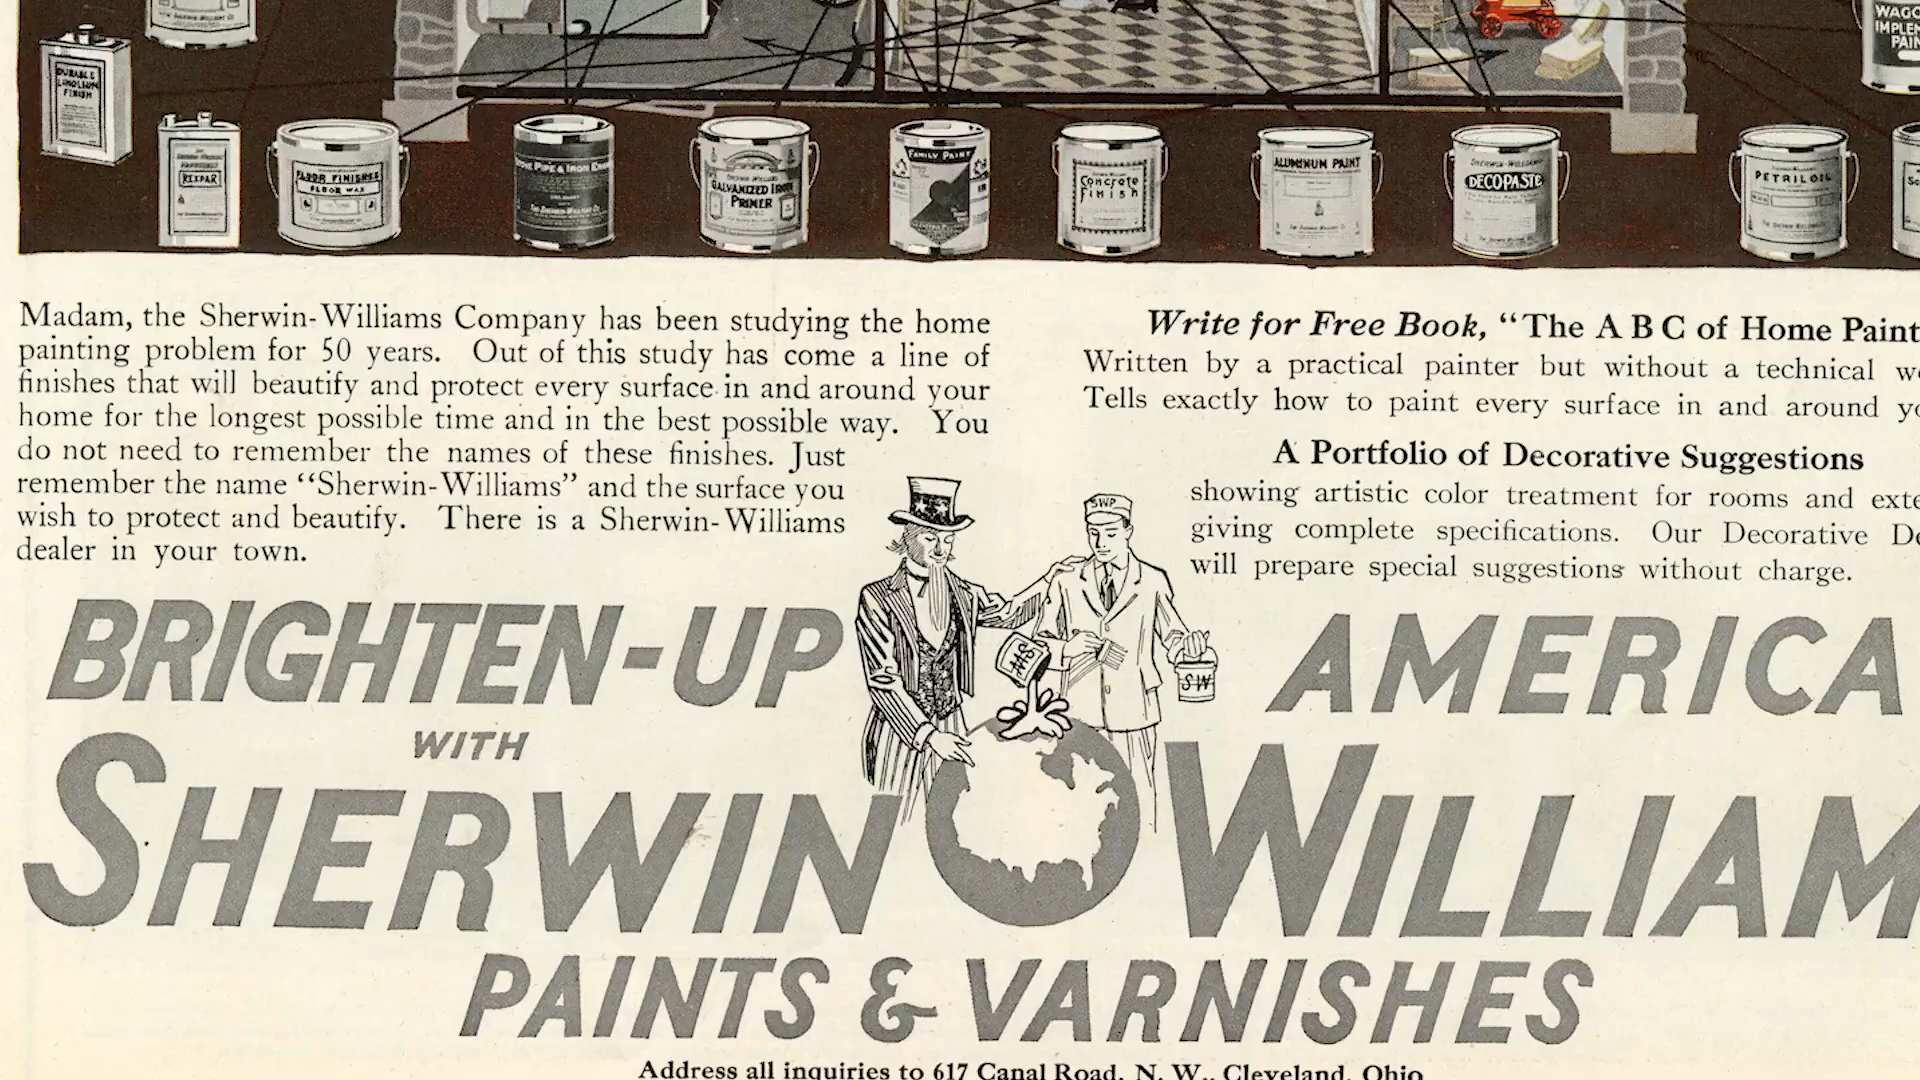 DURABLE
LINOLEUM
FINISH
REXPAR
FLOOR FINISHES
FLOOR WAX
PIPE & IRON
GALVANIZED IRON
PRIMER
FAMILY PAINT
Concrete
Finish
ALUMINUM PAINT
SHERWIN-WILLIAMS
DECOPASTE
PETRILOIL
WAGO
IMPLEM
PAIN
Madam, the Sherwin-Williams Company has been studying the home
painting problem for 50 years. Out of this study has come a line of
finishes that will beautify and protect every surface in and around your
home for the longest possible time and in the best possible way. You
do not need to remember the names of these finishes. Just
remember the name “Sherwin-Williams” and the surface you
wish to protect and beautify. There is a Sherwin-Williams
dealer in your town.
Write for Free Book, “The A B C of Home Paint
Written by a practical painter but without a technical w
Tells exactly how to paint every surface in and around yo
A Portfolio of Decorative Suggestions
showing artistic color treatment for rooms and exte
giving complete specifications. Our Decorative De
will prepare special suggestions without charge.
SWP
SW
BRIGHTEN-UP AMERICA
WITH
SHERWIN WILLIAM
PAINTS & VARNISHES
Address all inquiries to 617 Canal Road, N. W., Cleveland, Ohio